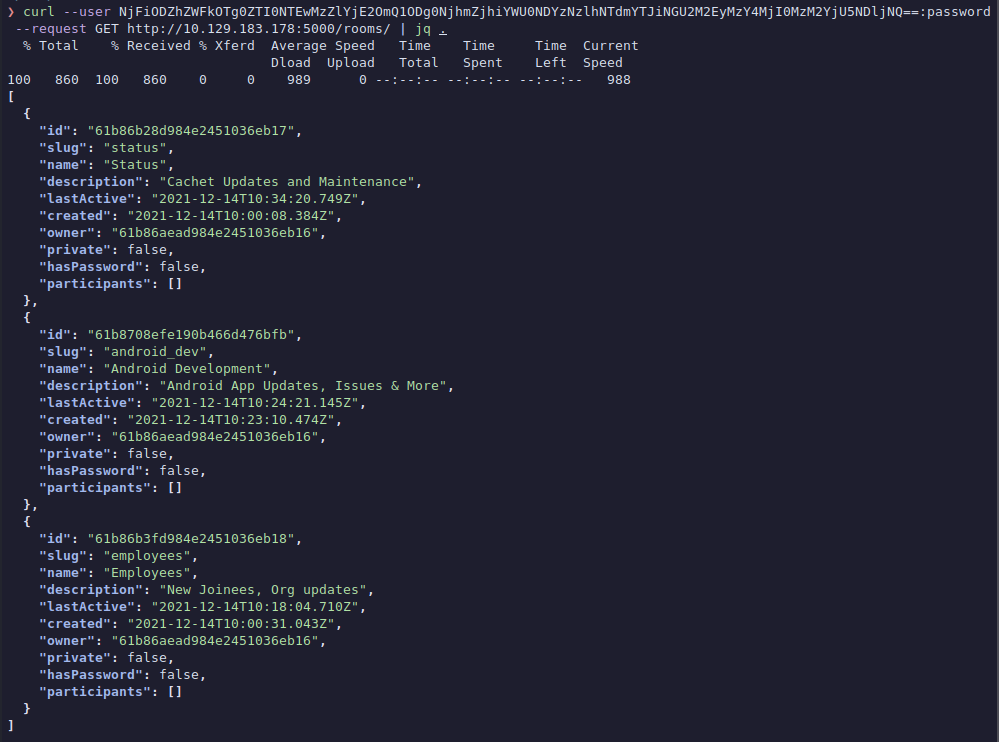 ❯ curl --user NjFiODZhZWFkOTg0ZTI0NTEwMzZlYjE2OmQ1ODg0NjhmZjhiYWU0NDYzNzlhNTdmYTJiNGU2M2EyMzY4MjI0MzM2YjU5NDljNQ==:password
--request GET http://10.129.183.178:5000/rooms/ | jq .
% Total % Received % Xferd Average Speed Time Time Time Current
Dload Upload Total Spent Left Speed
100 860 100 860 0 0 989 0 --:--:-- --:--:-- --:--:-- 988
[
{
"id": "61b86b28d984e2451036eb17",
"slug": "status",
"name": "Status",
"description": "Cachet Updates and Maintenance",
"lastActive": "2021-12-14T10:34:20.749Z",
"created": "2021-12-14T10:00:08.384Z",
"owner": "61b86aead984e2451036eb16",
"private": false,
"hasPassword": false,
"participants": []
},
{
"id": "61b8708efe190b466d476bfb",
"slug": "android_dev",
"name": "Android Development",
"description": "Android App Updates, Issues & More",
"lastActive": "2021-12-14T10:24:21.145Z",
"created": "2021-12-14T10:23:10.474Z",
"owner": "61b86aead984e2451036eb16",
"private": false,
"hasPassword": false,
"participants": []
},
{
"id": "61b86b3fd984e2451036eb18",
"slug": "employees",
"name": "Employees",
"description": "New Joinees, Org updates",
"lastActive": "2021-12-14T10:18:04.710Z",
"created": "2021-12-14T10:00:31.043Z",
"owner": "61b86aead984e2451036eb16",
"private": false,
"hasPassword": false,
"participants": []
}
]